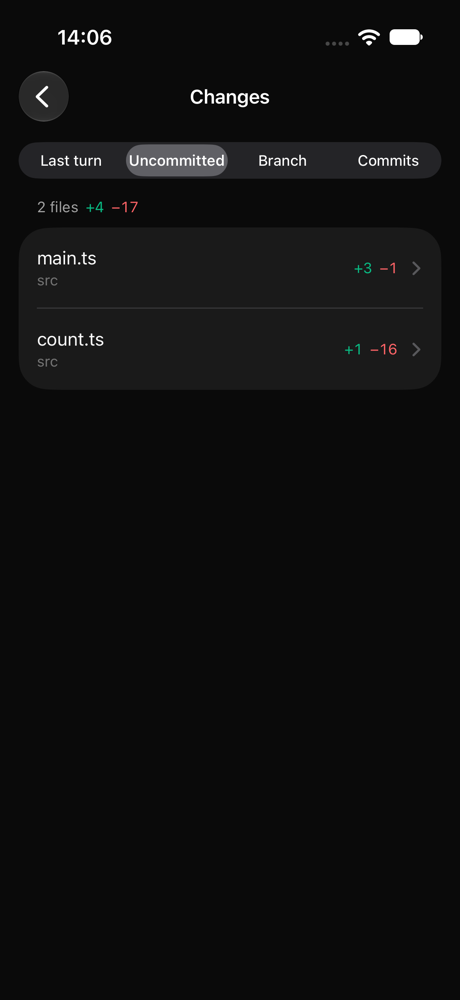 14:06
Changes
Last turn Uncommitted Branch Commits
2 files +4 −17
main.ts
src
+3 −1
count.ts
src
+1 −16